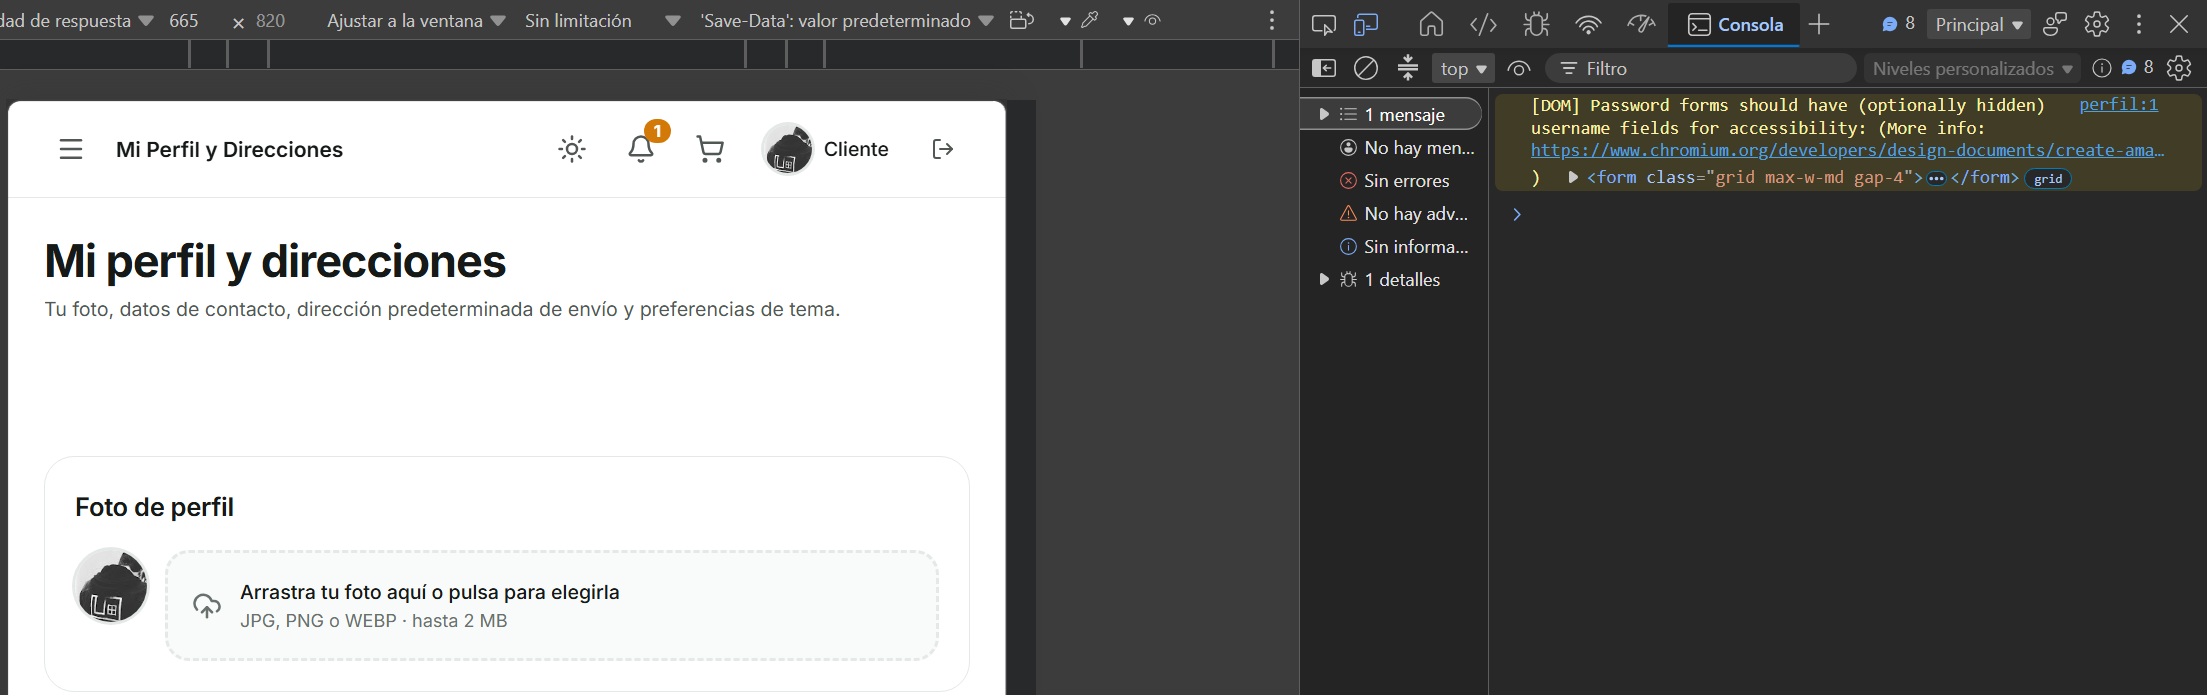 dad de respuesta 665 × 820 Ajustar a la ventana Sin limitación 'Save-Data': valor predeterminado
Mi Perfil y Direcciones 1 Cliente
Mi perfil y direcciones
Tu foto, datos de contacto, dirección predeterminada de envío y preferencias de tema.
Foto de perfil
Arrastra tu foto aquí o pulsa para elegirla
JPG, PNG o WEBP · hasta 2 MB
Consola 8 Principal
top Filtro Niveles personalizados 8
1 mensaje
No hay men...
Sin errores
No hay adv...
Sin informa...
1 detalles
[DOM] Password forms should have (optionally hidden) perfil:1
username fields for accessibility: (More info:
https://www.chromium.org/developers/design-documents/create-ama…
) <form class="grid max-w-md gap-4">…</form> grid